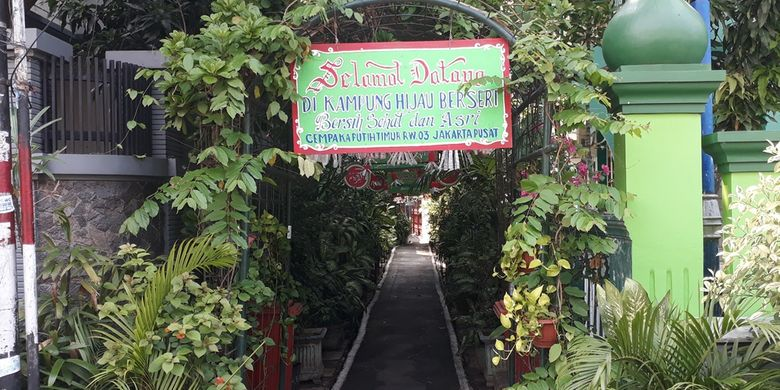 Selamat Datang
DI KAMPUNG HIJAU BERSERI
Bersih Sehat dan Asri
CEMPAKA PUTIH TIMUR RW.03 JAKARTA PUSAT